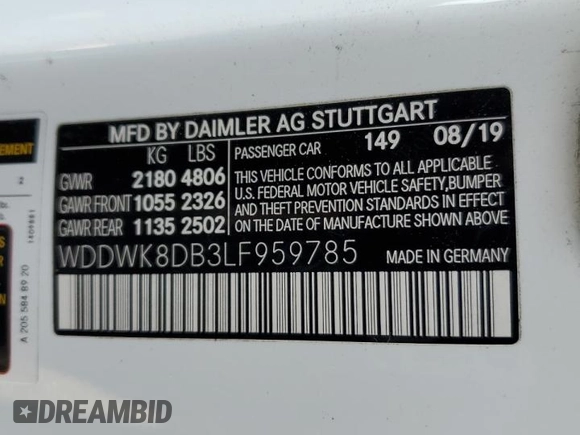 MFD BY DAIMLER AG STUTTGART
KG LBS
GVWR 2180 4806
GAWR FRONT 1055 2326
GAWR REAR 1135 2502
PASSENGER CAR 149 08/19
THIS VEHICLE CONFORMS TO ALL APPLICABLE
U.S. FEDERAL MOTOR VEHICLE SAFETY, BUMPER
AND THEFT PREVENTION STANDARDS IN EFFECT
ON THE DATE OF MANUFACTURE SHOWN ABOVE.
WDDWK8DB3LF959785 MADE IN GERMANY
A 205 584 89 20
DREAMBID